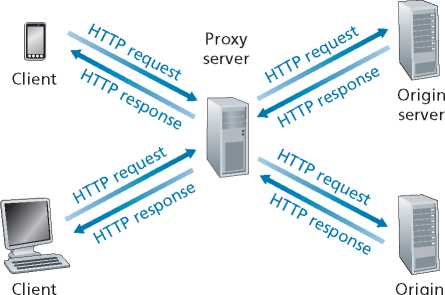 Proxy
server
HTTP request
HTTP response
Client
HTTP request
HTTP response
Origin
server
HTTP request
HTTP response
Client
HTTP request
HTTP response
Origin